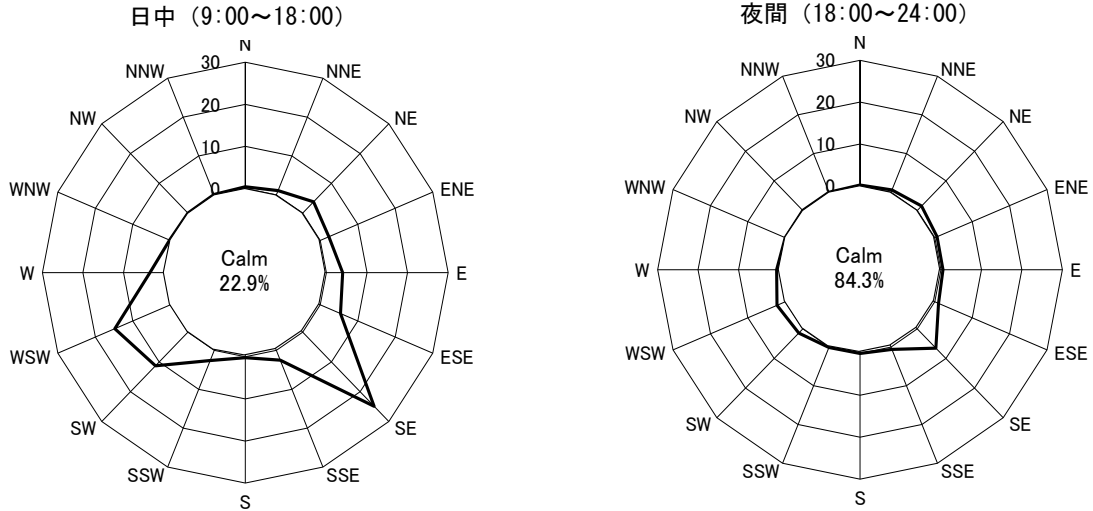 日中（9:00～18:00）
N
30
NNW
NNE
20
NW
NE
10
WNW
ENE
0
Calm
22.9%
W
E
WSW
ESE
SW
SE
SSW
SSE
S
夜間（18:00～24:00）
N
30
NNW
NNE
20
NW
NE
10
WNW
ENE
0
Calm
84.3%
W
E
WSW
ESE
SW
SE
SSW
SSE
S